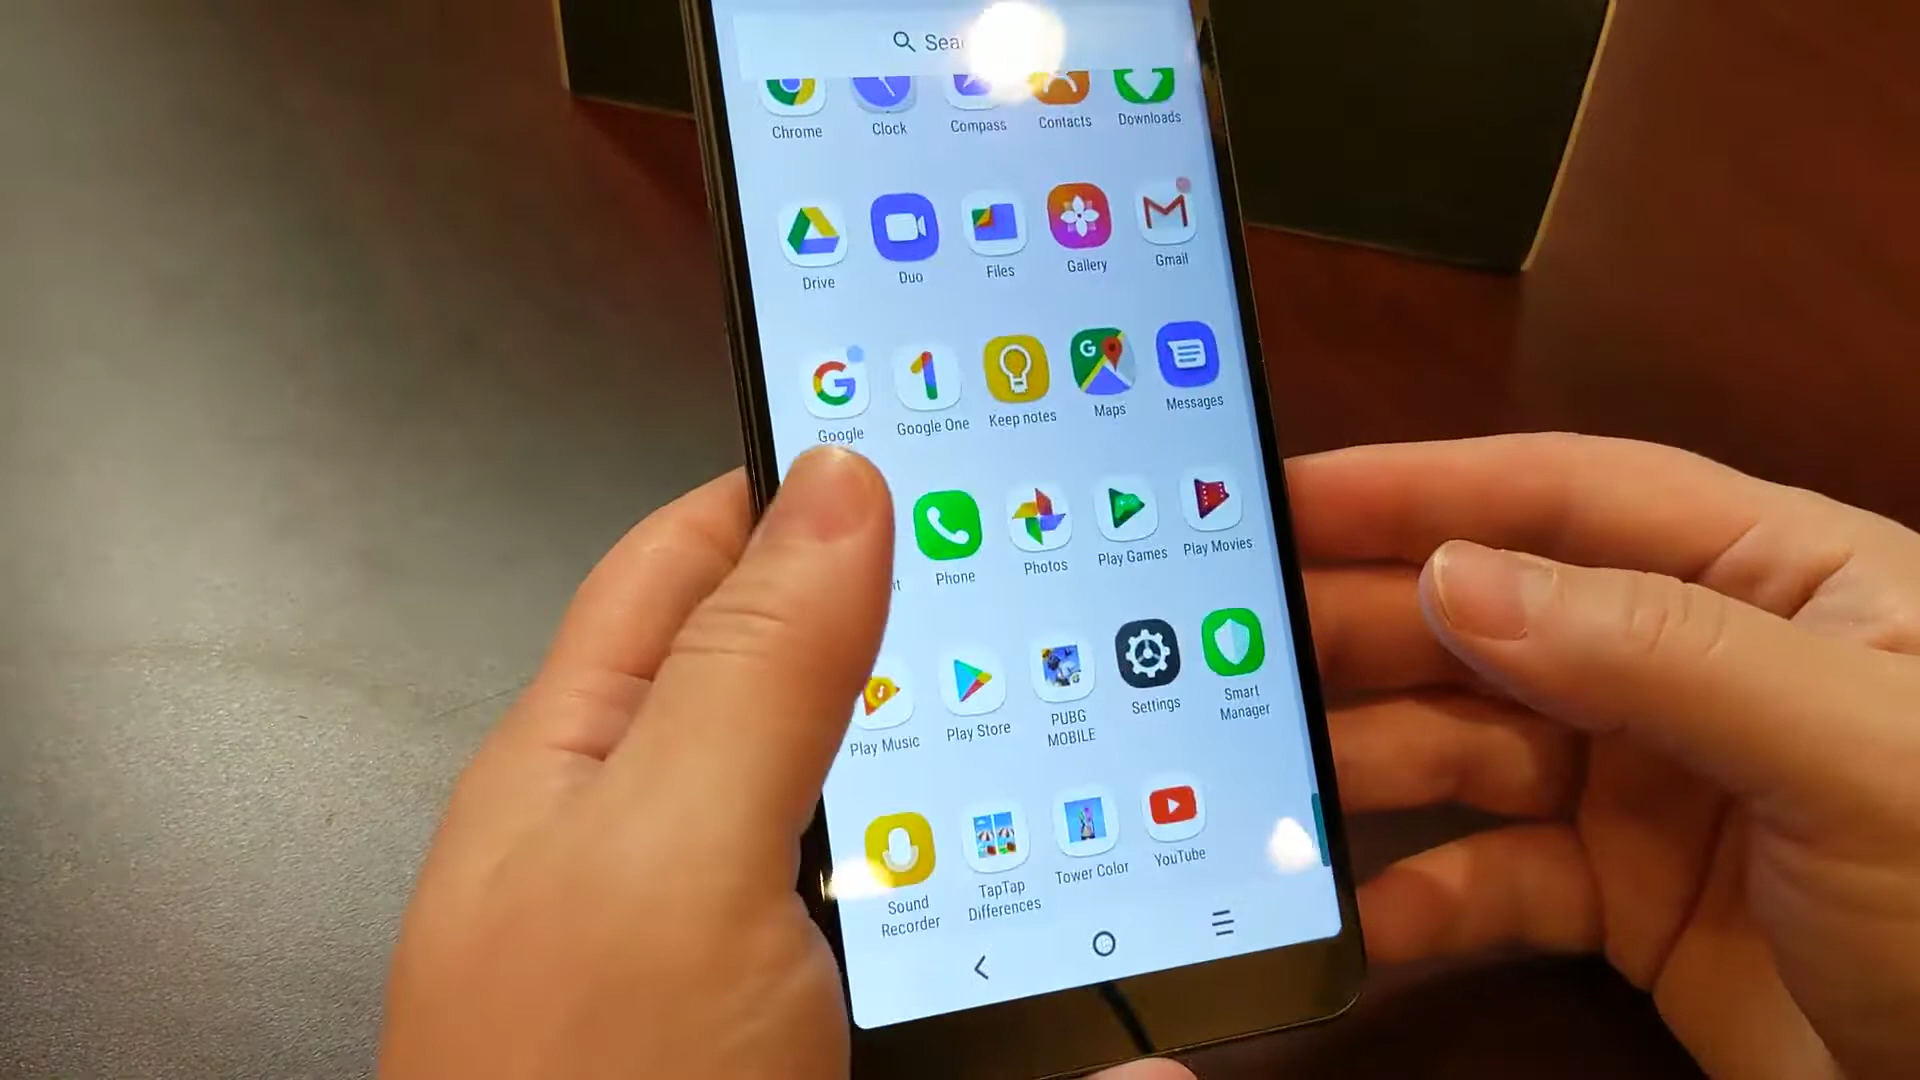 Sea
Chrome
Clock
Compass
Contacts
Downloads
Drive
Duo
Files
Gallery
Gmail
Google
Google One
Keep notes
Maps
Messages
Phone
Photos
Play Games
Play Movies
Play Music
Play Store
PUBG
MOBILE
Settings
Smart
Manager
Sound
Recorder
TapTap
Differences
Tower Color
YouTube